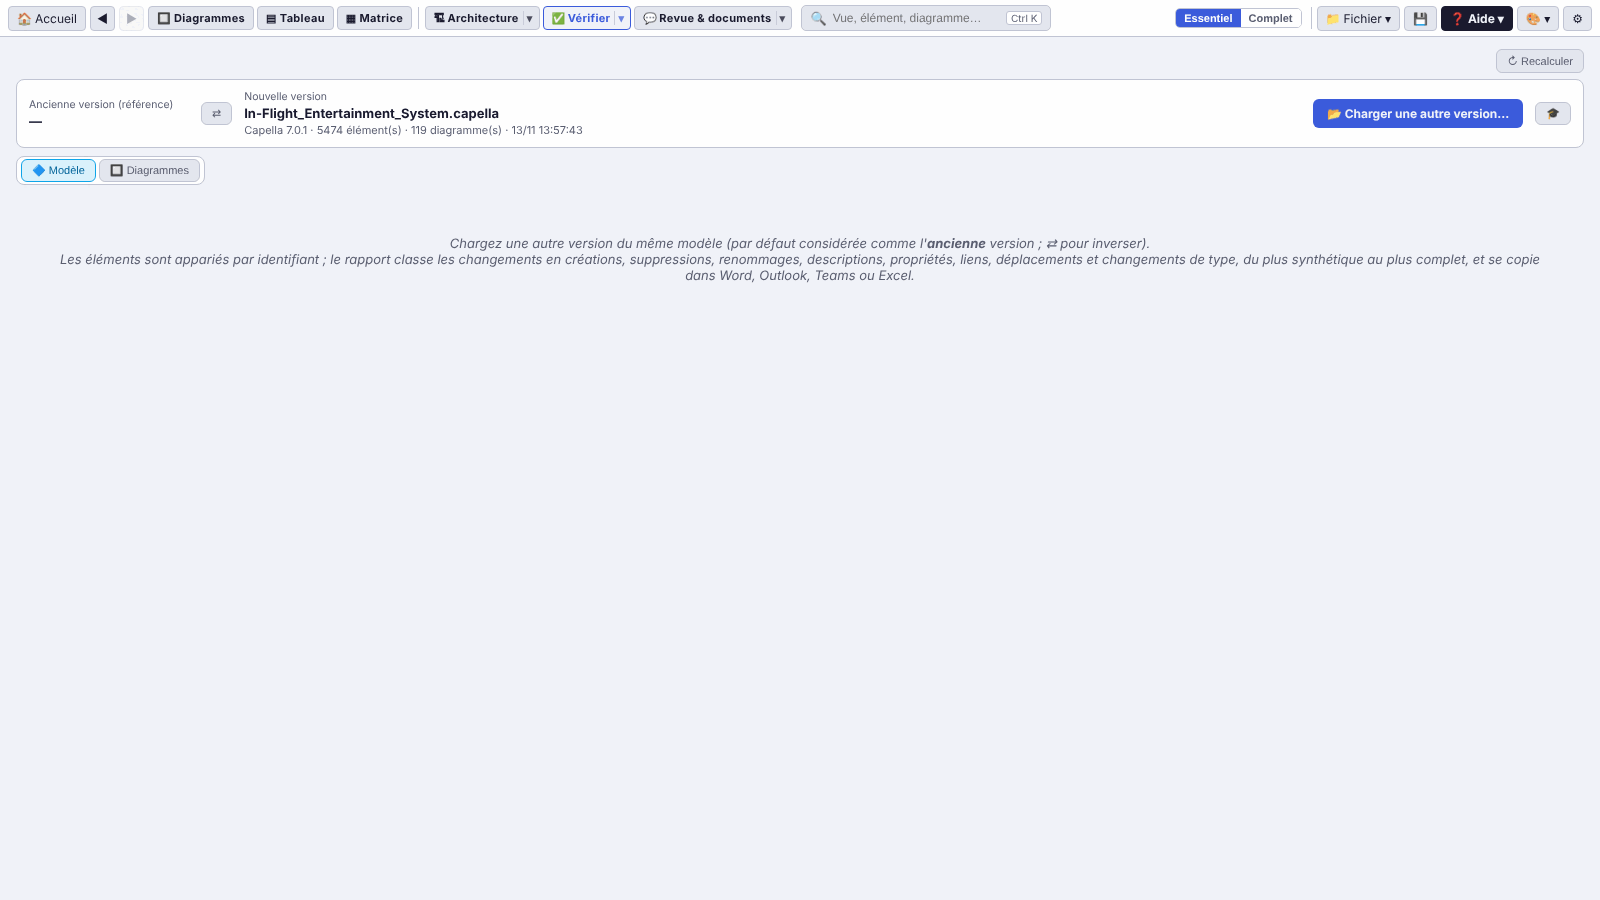 🏠 Accueil ◀ ▶ 🔲 Diagrammes ▤ Tableau ▦ Matrice 🏗 Architecture ▾ ✅ Vérifier ▾ 💬 Revue & documents ▾ 🔍 Vue, élément, diagramme… Ctrl K Essentiel Complet 📁 Fichier ▾ 💾 ❓ Aide ▾ 🎨 ▾ ⚙
↻ Recalculer
Ancienne version (référence)
—
⇄
Nouvelle version
In-Flight_Entertainment_System.capella
Capella 7.0.1 · 5474 élément(s) · 119 diagramme(s) · 13/11 13:57:43
📂 Charger une autre version… 🎓
🔷 Modèle 🔲 Diagrammes
Chargez une autre version du même modèle (par défaut considérée comme l'ancienne version ; ⇄ pour inverser).
Les éléments sont appariés par identifiant ; le rapport classe les changements en créations, suppressions, renommages, descriptions, propriétés, liens, déplacements et changements de type, du plus synthétique au plus complet, et se copie
dans Word, Outlook, Teams ou Excel.